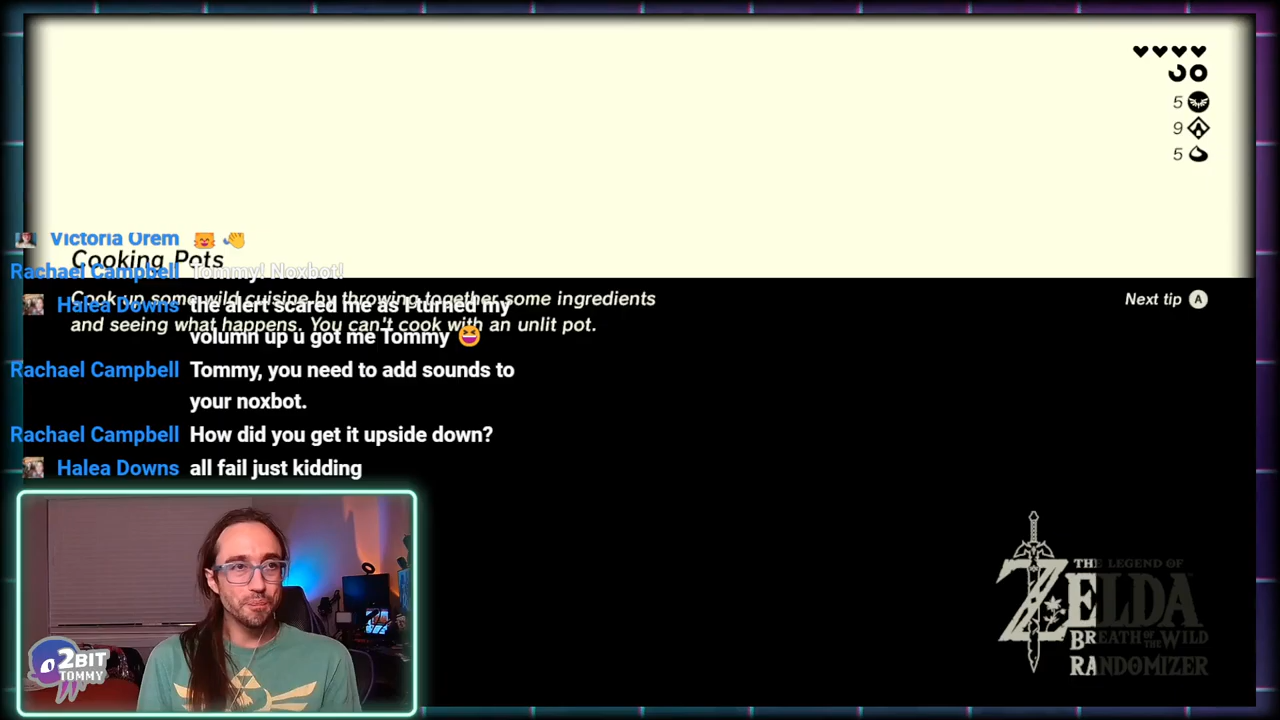 5
9
5
Victoria Orem 😸 👋
Cooking Pots
Rachael Campbell Tommy! Noxbot!
Cook up some wild cuisine by throwing together some ingredients
and seeing what happens. You can't cook with an unlit pot.
Next tip A
Halea Downs the alert scared me as I turned my
volumn up u got me Tommy 😆
Rachael Campbell Tommy, you need to add sounds to
your noxbot.
Rachael Campbell How did you get it upside down?
Halea Downs all fail just kidding
2BIT
TOMMY
THE LEGEND OF
ZELDA
BREATH OF THE WILD
RANDOMIZER